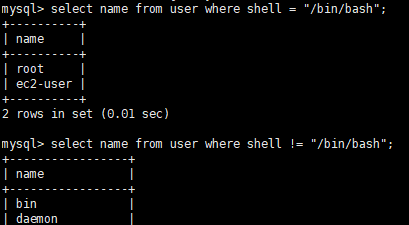 mysql> select name from user where shell = "/bin/bash";
+----------+
| name     |
+----------+
| root     |
| ec2-user |
+----------+
2 rows in set (0.01 sec)

mysql> select name from user where shell != "/bin/bash";
+-----------------+
| name            |
+-----------------+
| bin             |
| daemon          |